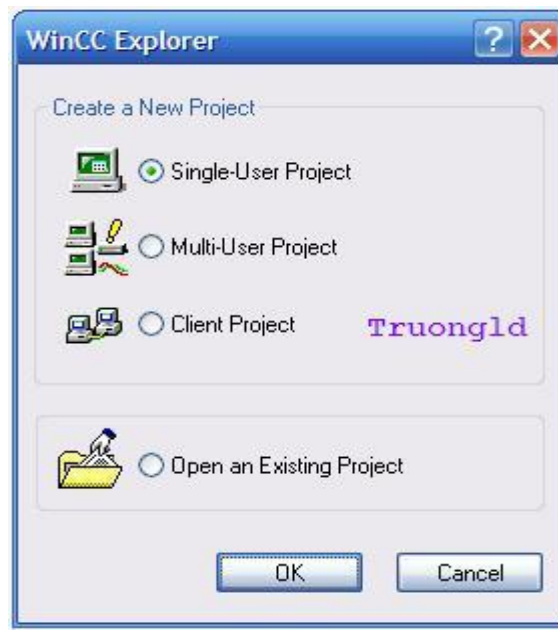 WinCC Explorer
Create a New Project
Single-User Project
Multi-User Project
Client Project
Truongld
Open an Existing Project
OK
Cancel